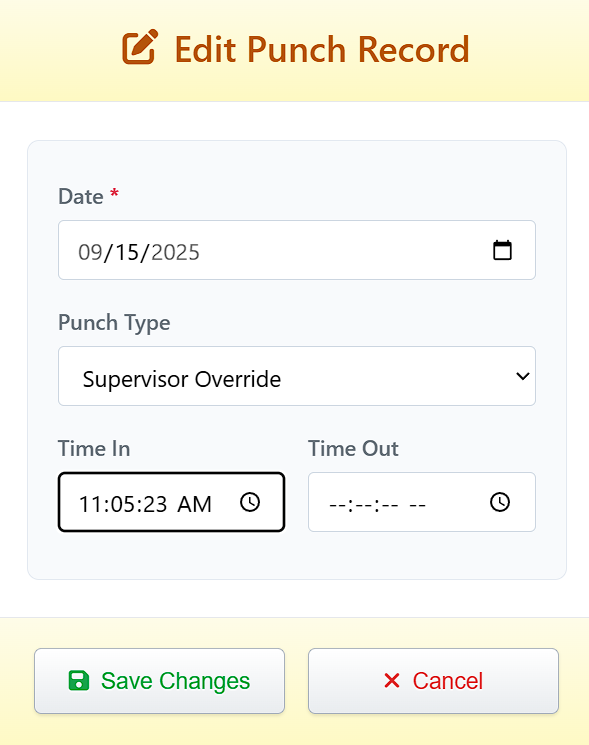 Edit Punch Record
Date *
09/15/2025
Punch Type
Supervisor Override
Time In
Time Out
11:05:23 AM
--:--:-- --
Save Changes
Cancel